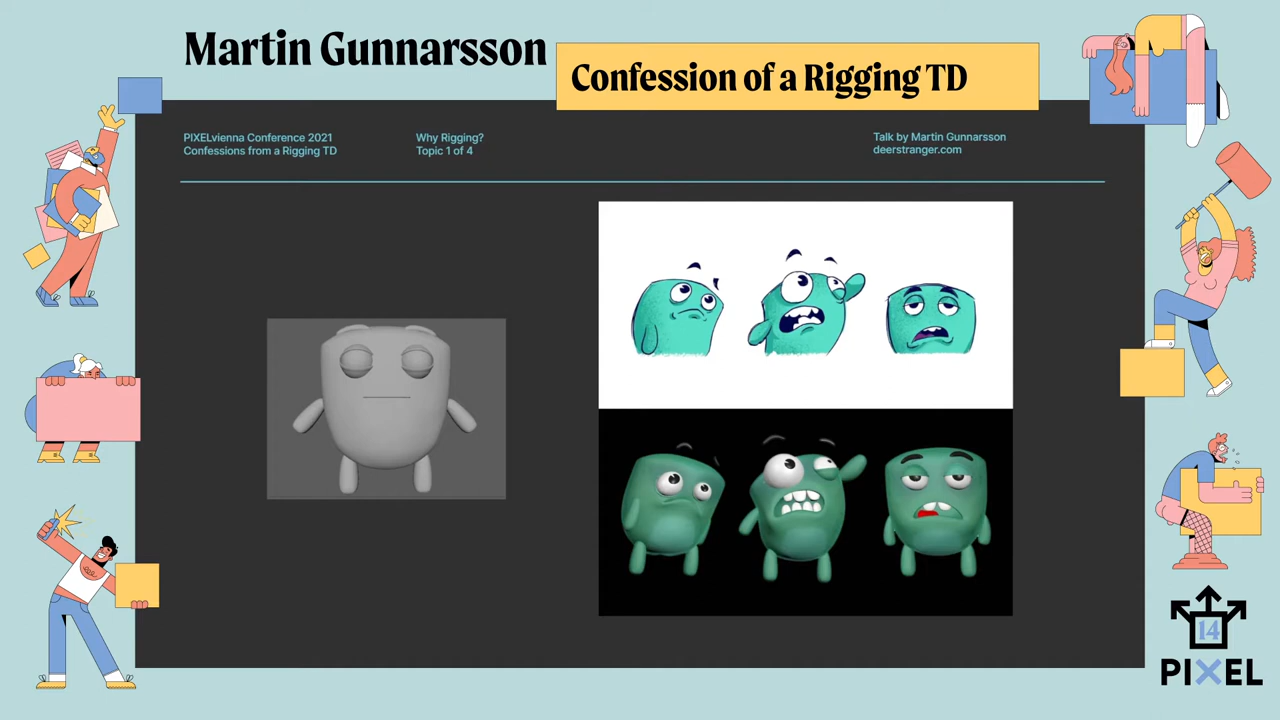 Martin Gunnarsson
Confession of a Rigging TD
PIXELvienna Conference 2021
Confessions from a Rigging TD
Why Rigging?
Topic 1 of 4
Talk by Martin Gunnarsson
deerstranger.com
14
PIXEL